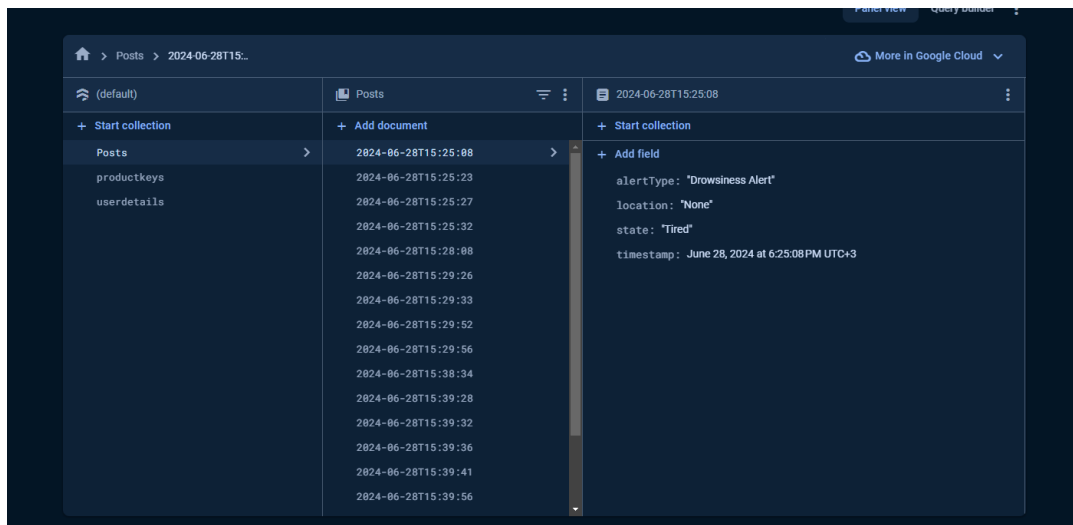 Panel view Query builder
Posts 2024-06-28T15:..
More in Google Cloud
(default)
Posts
2024-06-28T15:25:08
+ Start collection
+ Add document
+ Start collection
Posts
productkeys
userdetails
2024-06-28T15:25:08
2024-06-28T15:25:23
2024-06-28T15:25:27
2024-06-28T15:25:32
2024-06-28T15:28:08
2024-06-28T15:29:26
2024-06-28T15:29:33
2024-06-28T15:29:52
2024-06-28T15:29:56
2024-06-28T15:38:34
2024-06-28T15:39:28
2024-06-28T15:39:32
2024-06-28T15:39:36
2024-06-28T15:39:41
2024-06-28T15:39:56
+ Add field
alertType: "Drowsiness Alert"
location: "None"
state: "Tired"
timestamp: June 28, 2024 at 6:25:08 PM UTC+3